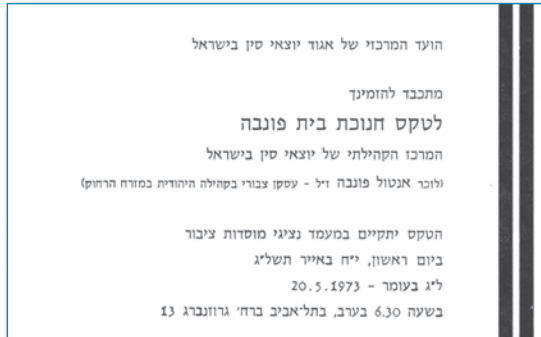 הועד המרכזי של אגוד יוצאי סין בישראל
מתכבד להזמינך
לטקס חנוכת בית פונבה
המרכז הקהילתי של יוצאי סין בישראל
(לזכר אנטול פונבה ז״ל - עסקן צבורי בקהילה היהודית במזרח הרחוק)
הטקס יתקיים במעמד נציגי מוסדות ציבור
ביום ראשון, י״ח באייר תשל״ג
ל״ג בעומר - 20.5.1973
בשעה 6.30 בערב, בתל־אביב ברח׳ גרוזנברג 13